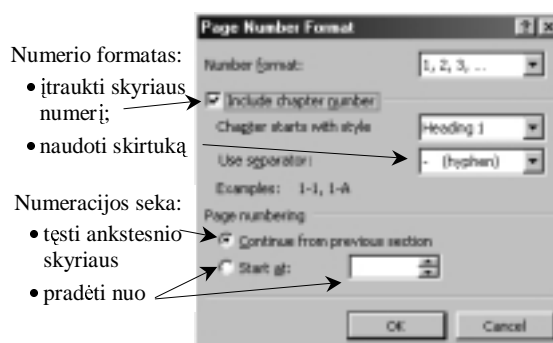 Page Number Format
Numerio formatas:
• įtraukti skyriaus
numerį;
• naudoti skirtuką
Number format:
1, 2, 3, ...
Include chapter number
Chapter starts with style
Heading 1
Use separator:
- (hyphen)
Examples: 1-1, 1-A
Numeracijos seka:
• tęsti ankstesnio
skyriaus
• pradėti nuo
Page numbering
Continue from previous section
Start at:
OK
Cancel